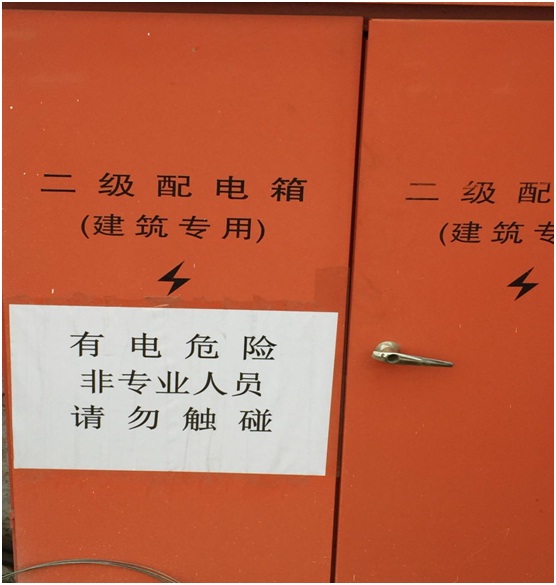 二级配电箱
(建筑专用)
有电危险
非专业人员
请勿触碰
二级配
(建筑专